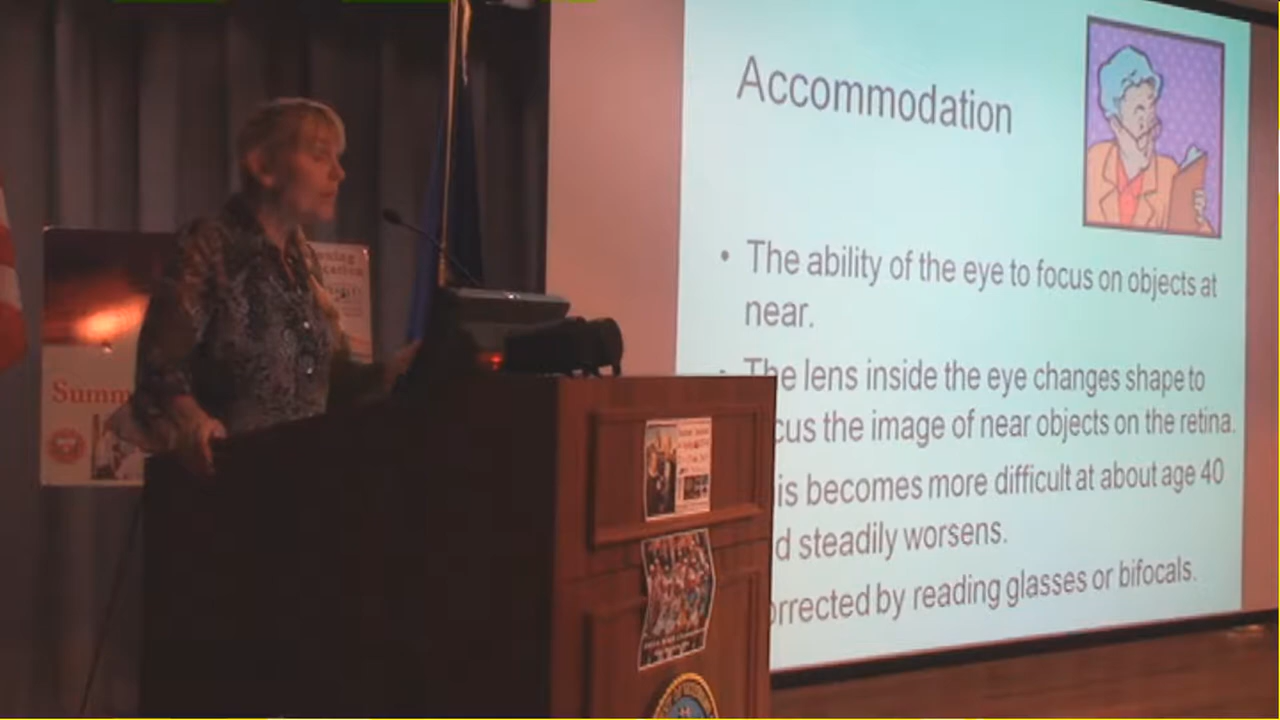 Accommodation
• The ability of the eye to focus on objects at
near.
The lens inside the eye changes shape to
cus the image of near objects on the retina.
is becomes more difficult at about age 40
d steadily worsens.
orrected by reading glasses or bifocals.
Summ